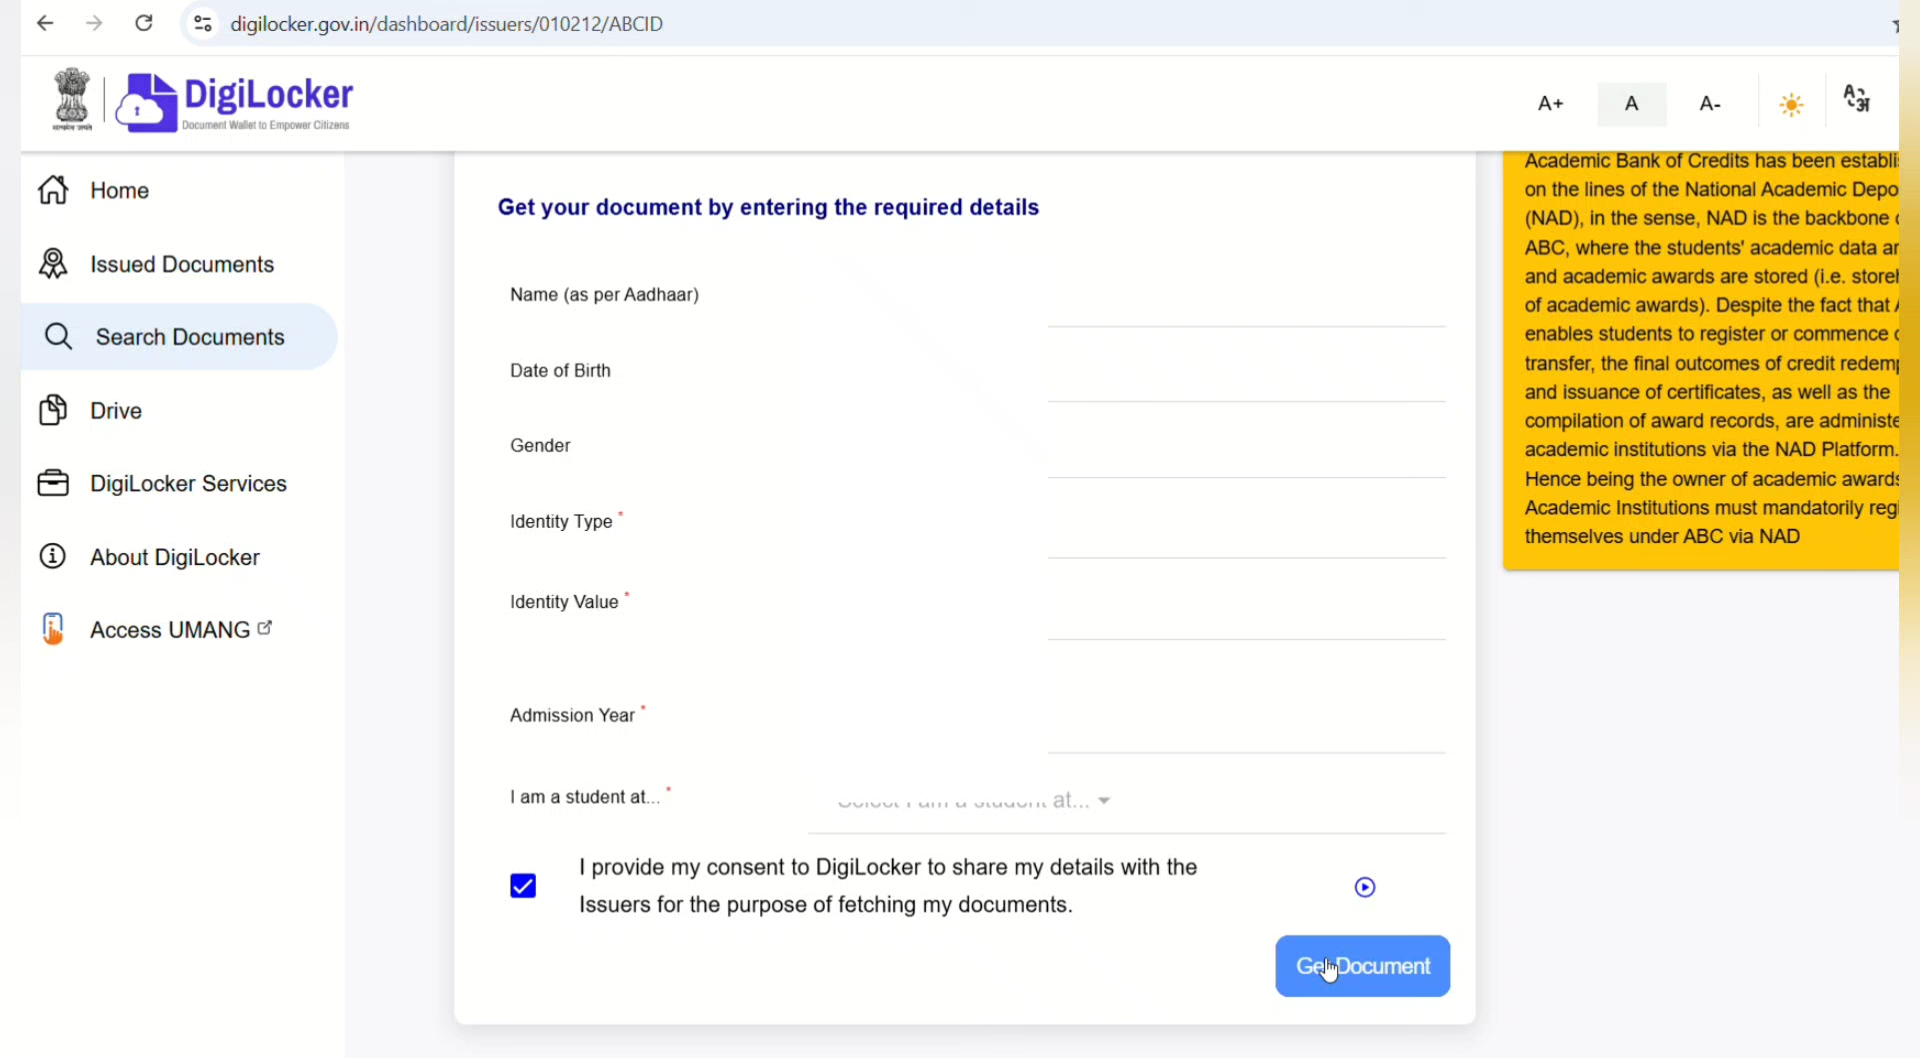 digilocker.gov.in/dashboard/issuers/010212/ABCID
DigiLocker
Document Wallet to Empower Citizens
A+
A
A-
Home
Issued Documents
Search Documents
Drive
DigiLocker Services
About DigiLocker
Access UMANG
Get your document by entering the required details
Name (as per Aadhaar)
Date of Birth
Gender
Identity Type *
Identity Value *
Admission Year *
I am a student at... *
Select I am a student at...
I provide my consent to DigiLocker to share my details with the
Issuers for the purpose of fetching my documents.
Get Document
Academic Bank of Credits has been establi
on the lines of the National Academic Depo
(NAD), in the sense, NAD is the backbone
ABC, where the students' academic data ar
and academic awards are stored (i.e. store
of academic awards). Despite the fact that
enables students to register or commence
transfer, the final outcomes of credit redem
and issuance of certificates, as well as the
compilation of award records, are administe
academic institutions via the NAD Platform.
Hence being the owner of academic awards
Academic Institutions must mandatorily regi
themselves under ABC via NAD